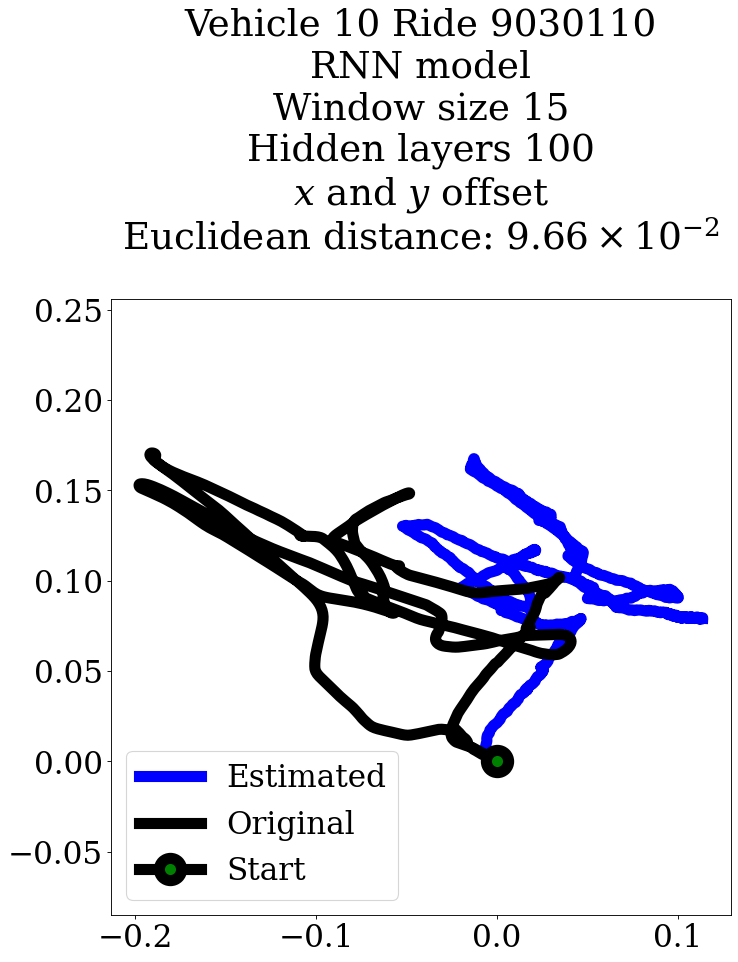 Vehicle 10 Ride 9030110
RNN model
Window size 15
Hidden layers 100
x and y offset
Euclidean distance: 9.66 × 10⁻²
0.25
0.20
0.15
0.10
0.05
0.00
−0.05
Estimated
Original
Start
−0.2 −0.1 0.0 0.1